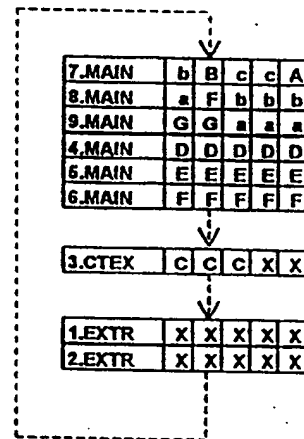 7.MAIN b B c c A
8.MAIN a F b b b
9.MAIN G G a a a
4.MAIN D D D D D
5.MAIN E E E E E
6.MAIN F F F F F
3.CTEX C C C X X
1.EXTR X X X X X
2.EXTR X X X X X